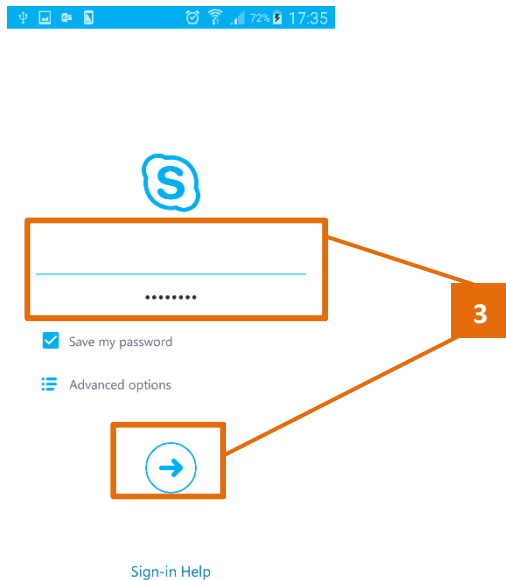 72% 17:35
S
••••••••
3
Save my password
Advanced options
Sign-in Help